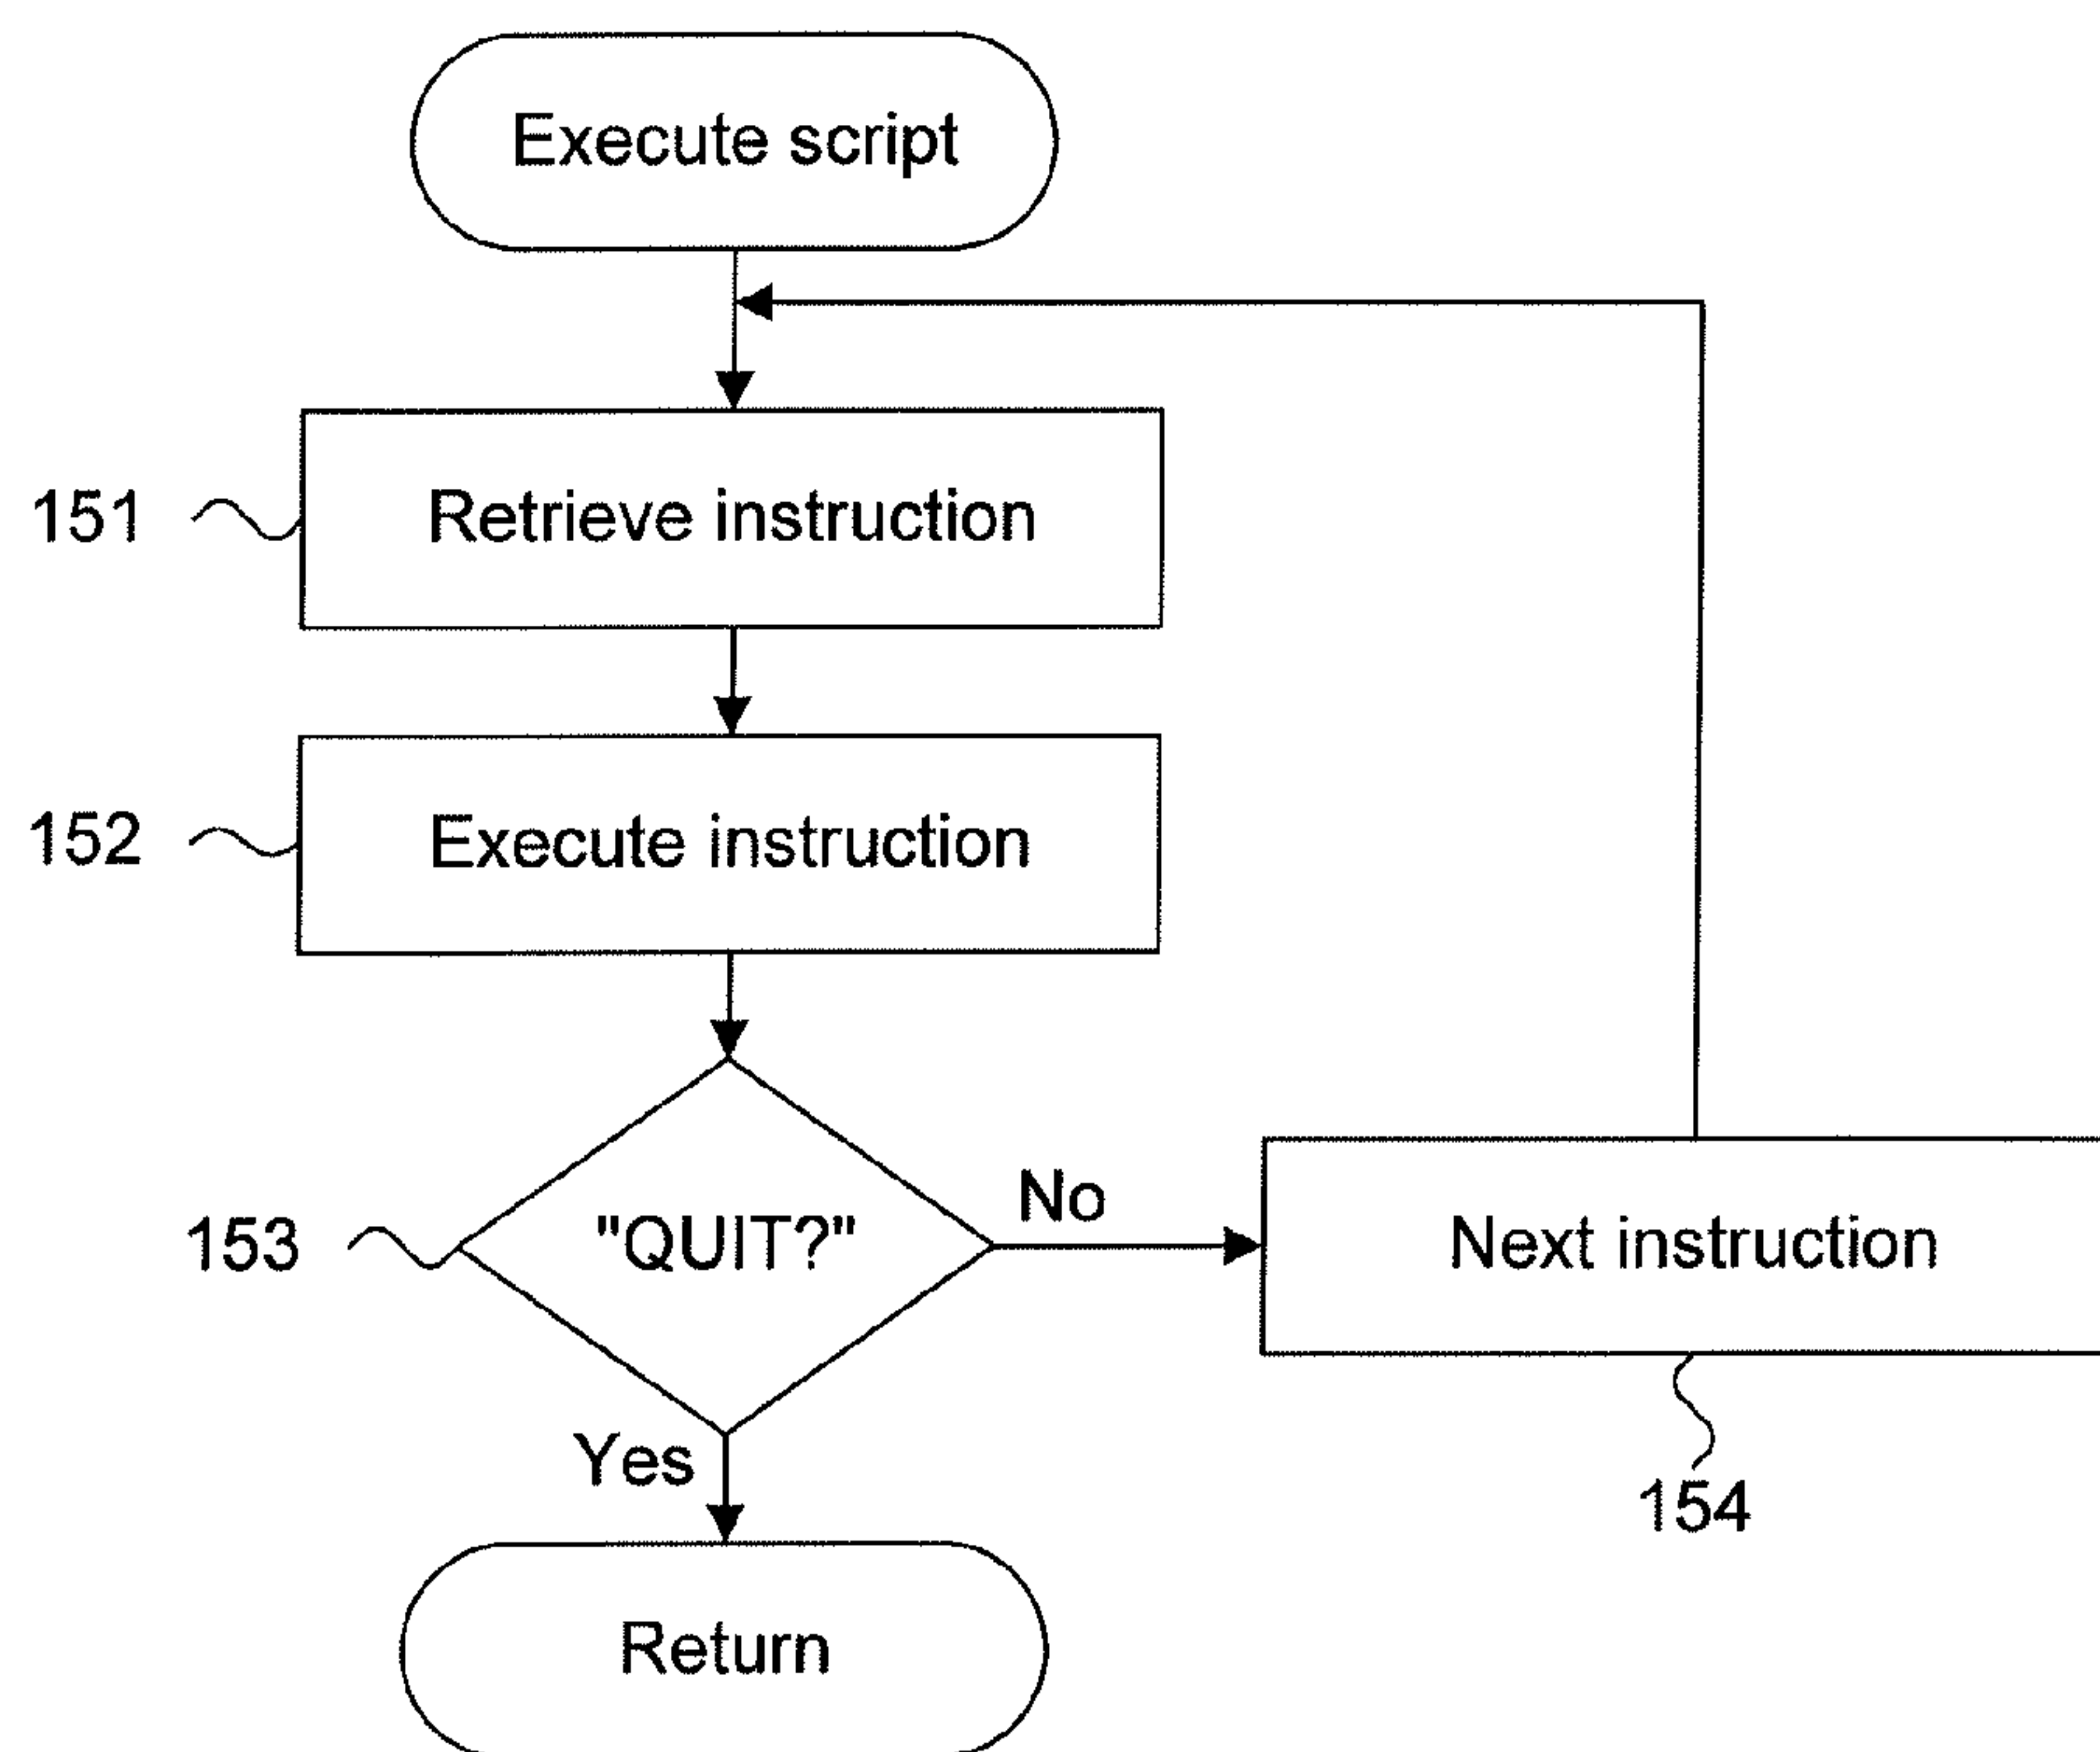 Execute script
151
Retrieve instruction
152
Execute instruction
153
"QUIT?"
No
Next instruction
154
Yes
Return